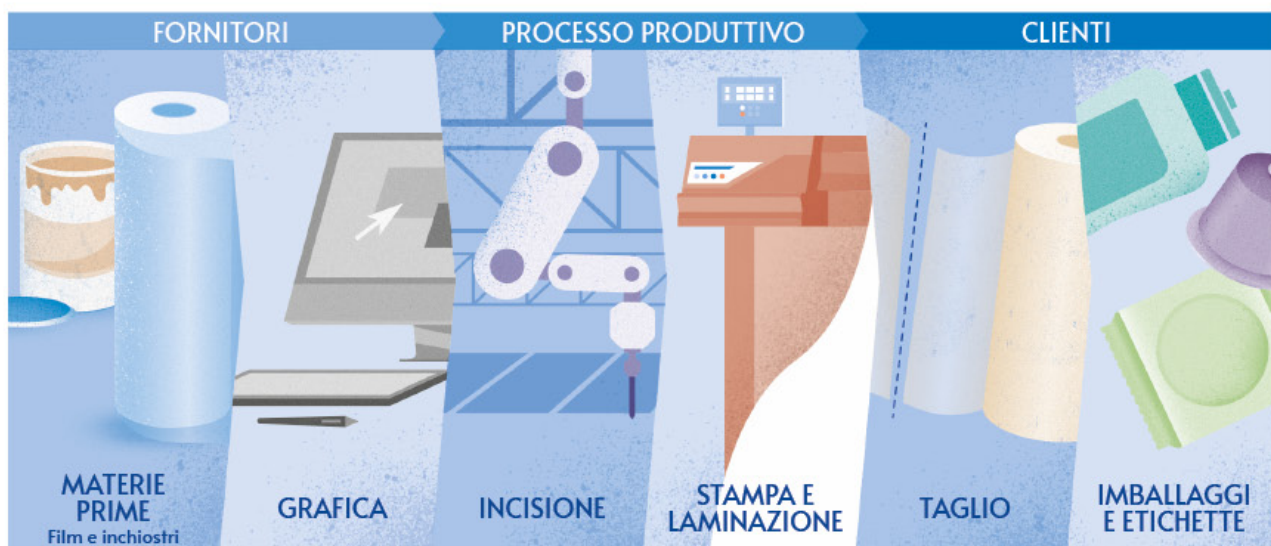 FORNITORI
PROCESSO PRODUTTIVO
CLIENTI
MATERIE
PRIME
Film e inchiostri
GRAFICA
INCISIONE
STAMPA E
LAMINAZIONE
TAGLIO
IMBALLAGGI
E ETICHETTE